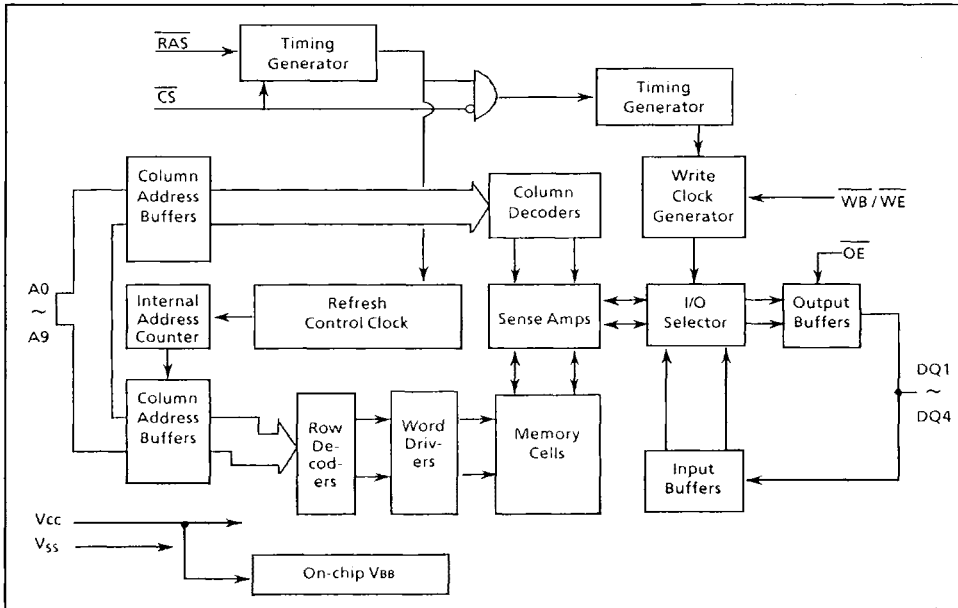 RAS
Timing
Generator
CS
Timing
Generator
Column
Address
Buffers
Column
Decoders
Write
Clock
Generator
WB / WE
OE
A0
~
A9
Internal
Address
Counter
Refresh
Control Clock
Sense Amps
I/O
Selector
Output
Buffers
DQ1
~
DQ4
Column
Address
Buffers
Row
De-
cod-
ers
Word
Driv-
ers
Memory
Cells
Input
Buffers
Vcc
Vss
On-chip VBB